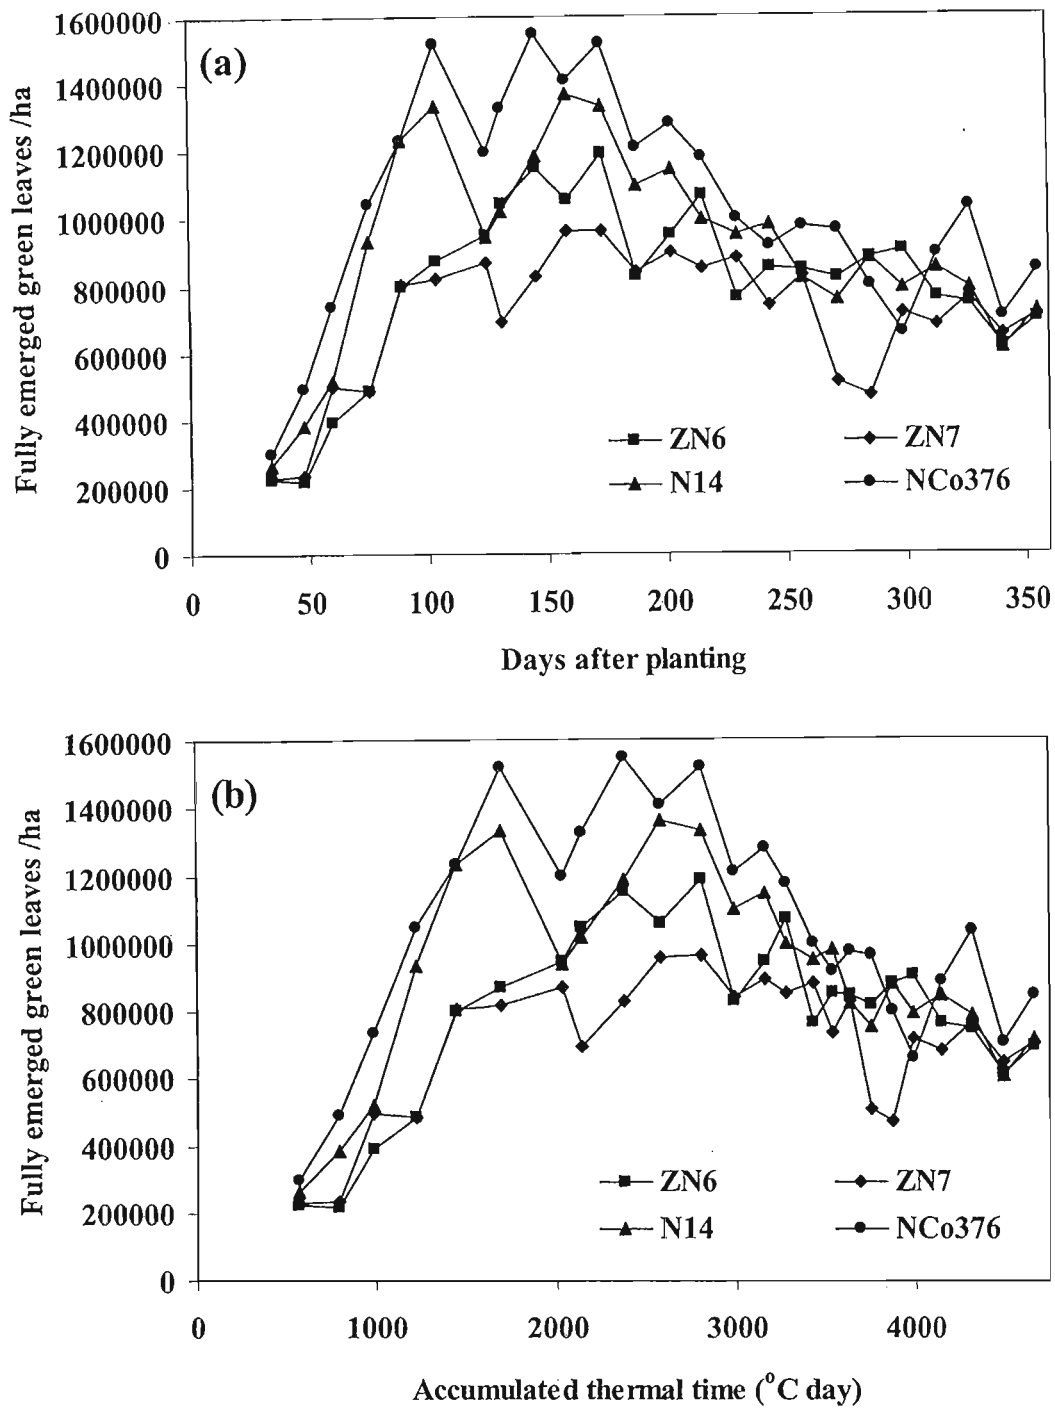 (a)
Fully emerged green leaves /ha
1600000
1400000
1200000
1000000
800000
600000
400000
200000
0
ZN6
ZN7
N14
NCo376
0 50 100 150 200 250 300 350
Days after planting
(b)
Fully emerged green leaves /ha
1600000
1400000
1200000
1000000
800000
600000
400000
200000
0
ZN6
ZN7
N14
NCo376
0 1000 2000 3000 4000
Accumulated thermal time (°C day)